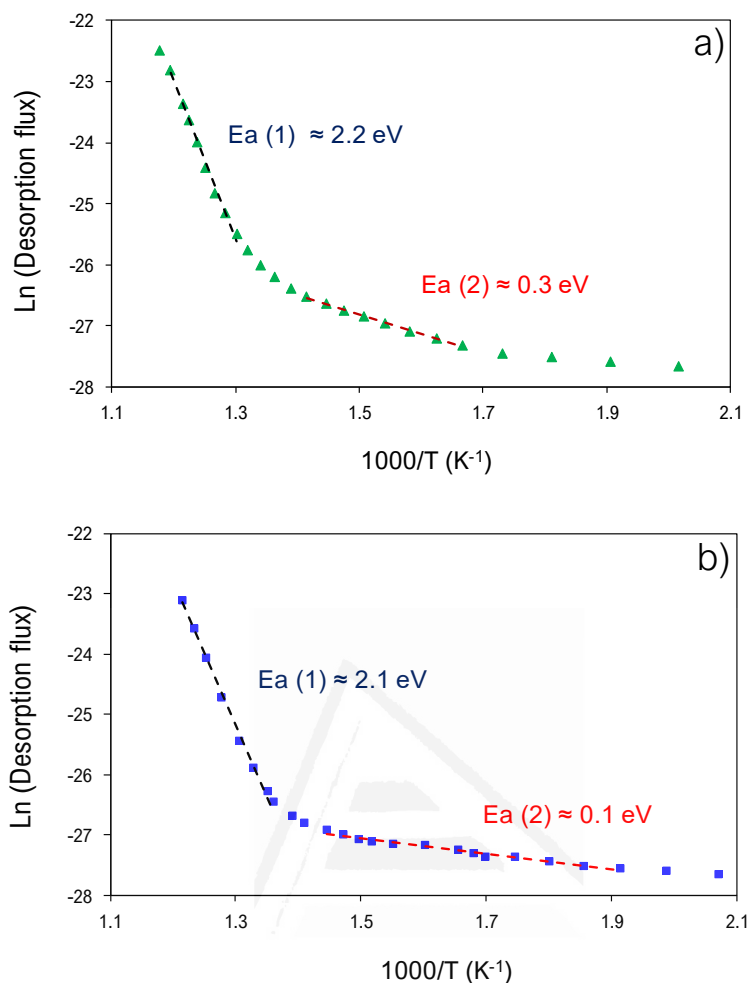 a)
-22
-23
-24
-25
-26
-27
-28
Ln (Desorption flux)
Ea (1) ≈ 2.2 eV
Ea (2) ≈ 0.3 eV
1.1 1.3 1.5 1.7 1.9 2.1
1000/T (K⁻¹)
b)
-22
-23
-24
-25
-26
-27
-28
Ln (Desorption flux)
Ea (1) ≈ 2.1 eV
Ea (2) ≈ 0.1 eV
1.1 1.3 1.5 1.7 1.9 2.1
1000/T (K⁻¹)